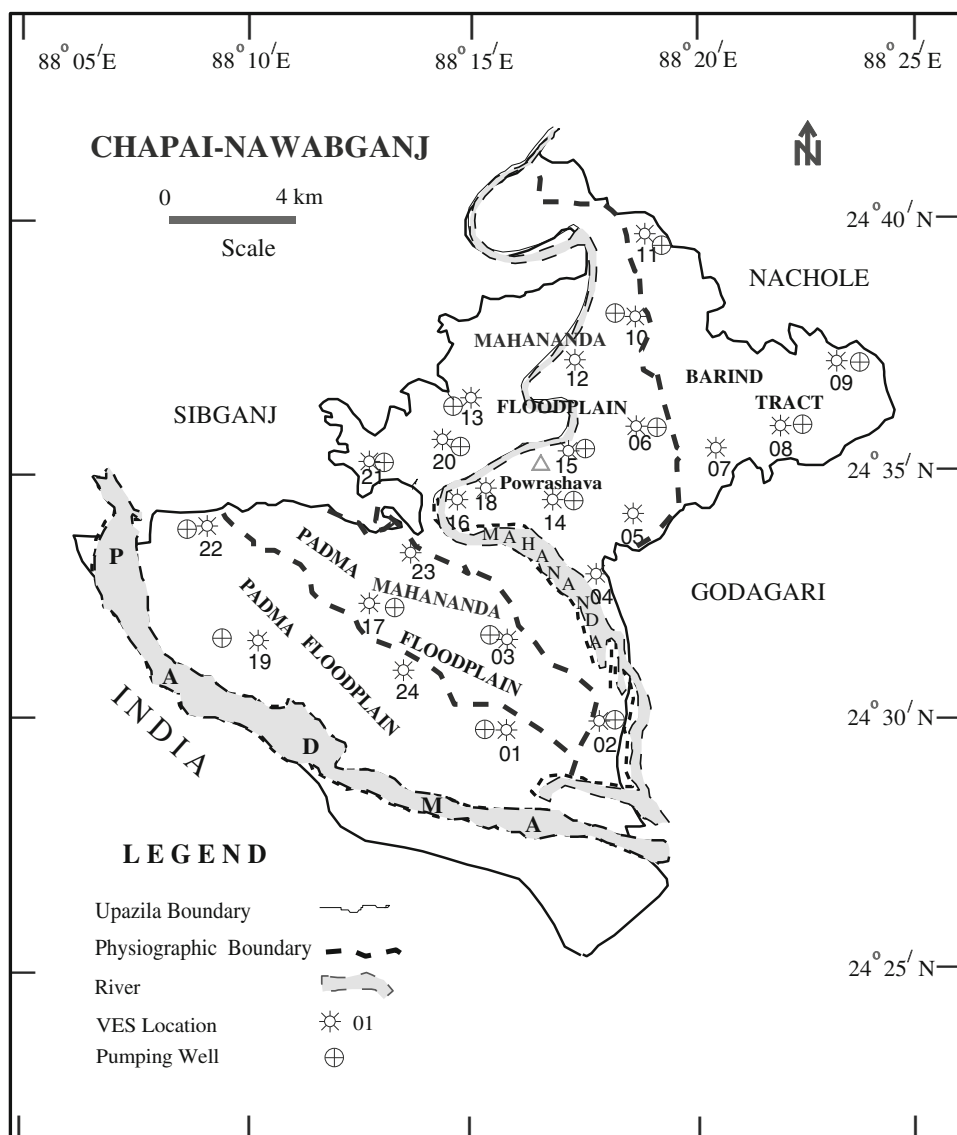 88°05/E 88°10/E 88°15/E 88°20/E 88°25/E
CHAPAI-NAWABGANJ
N
0 4 km
Scale
24°40/N
11
NACHOLE
10
MAHANANDA
12
BARIND
09
13
SIBGANJ
FLOODPLAIN
TRACT
06
08
20
15
07
21
24°35/N
Powrashava
18
16
14
05
22
MAHANANDA
P
PADMA
23
04
MAHANANDA
GODAGARI
17
PADMA FLOODPLAIN
FLOODPLAIN
03
19
24
A
INDIA
24°30/N
01
02
D
M
A
LEGEND
Upazila Boundary
Physiographic Boundary
24°25/N
River
VES Location 01
Pumping Well